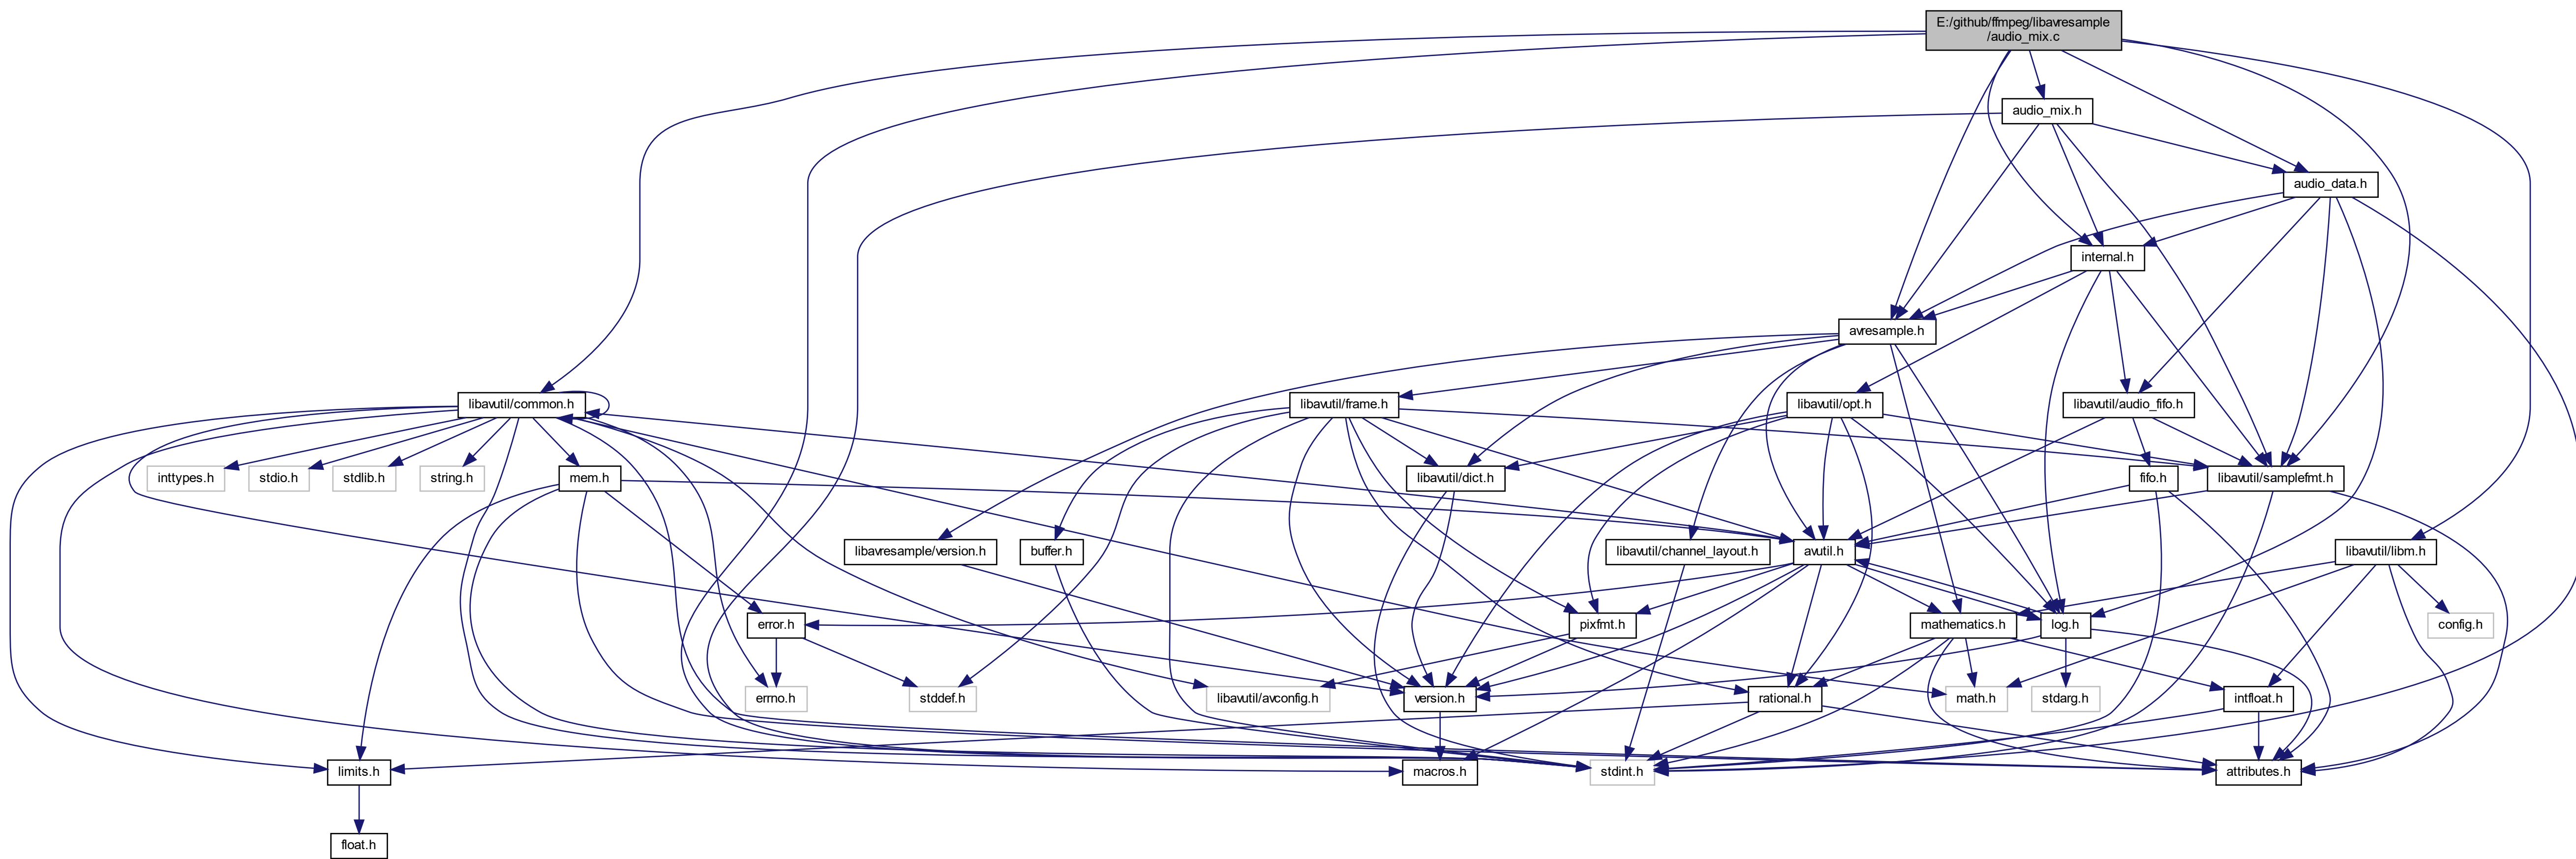 E:/github/ffmpeg/libavresample
/audio_mix.c
audio_mix.h
audio_data.h
internal.h
avresample.h
libavutil/common.h
libavutil/frame.h
libavutil/opt.h
libavutil/audio_fifo.h
inttypes.h
stdio.h
stdlib.h
string.h
mem.h
libavutil/dict.h
fifo.h
libavutil/samplefmt.h
libavresample/version.h
buffer.h
libavutil/channel_layout.h
avutil.h
libavutil/libm.h
error.h
pixfmt.h
mathematics.h
log.h
config.h
errno.h
stddef.h
libavutil/avconfig.h
version.h
rational.h
math.h
stdarg.h
intfloat.h
limits.h
macros.h
stdint.h
attributes.h
float.h